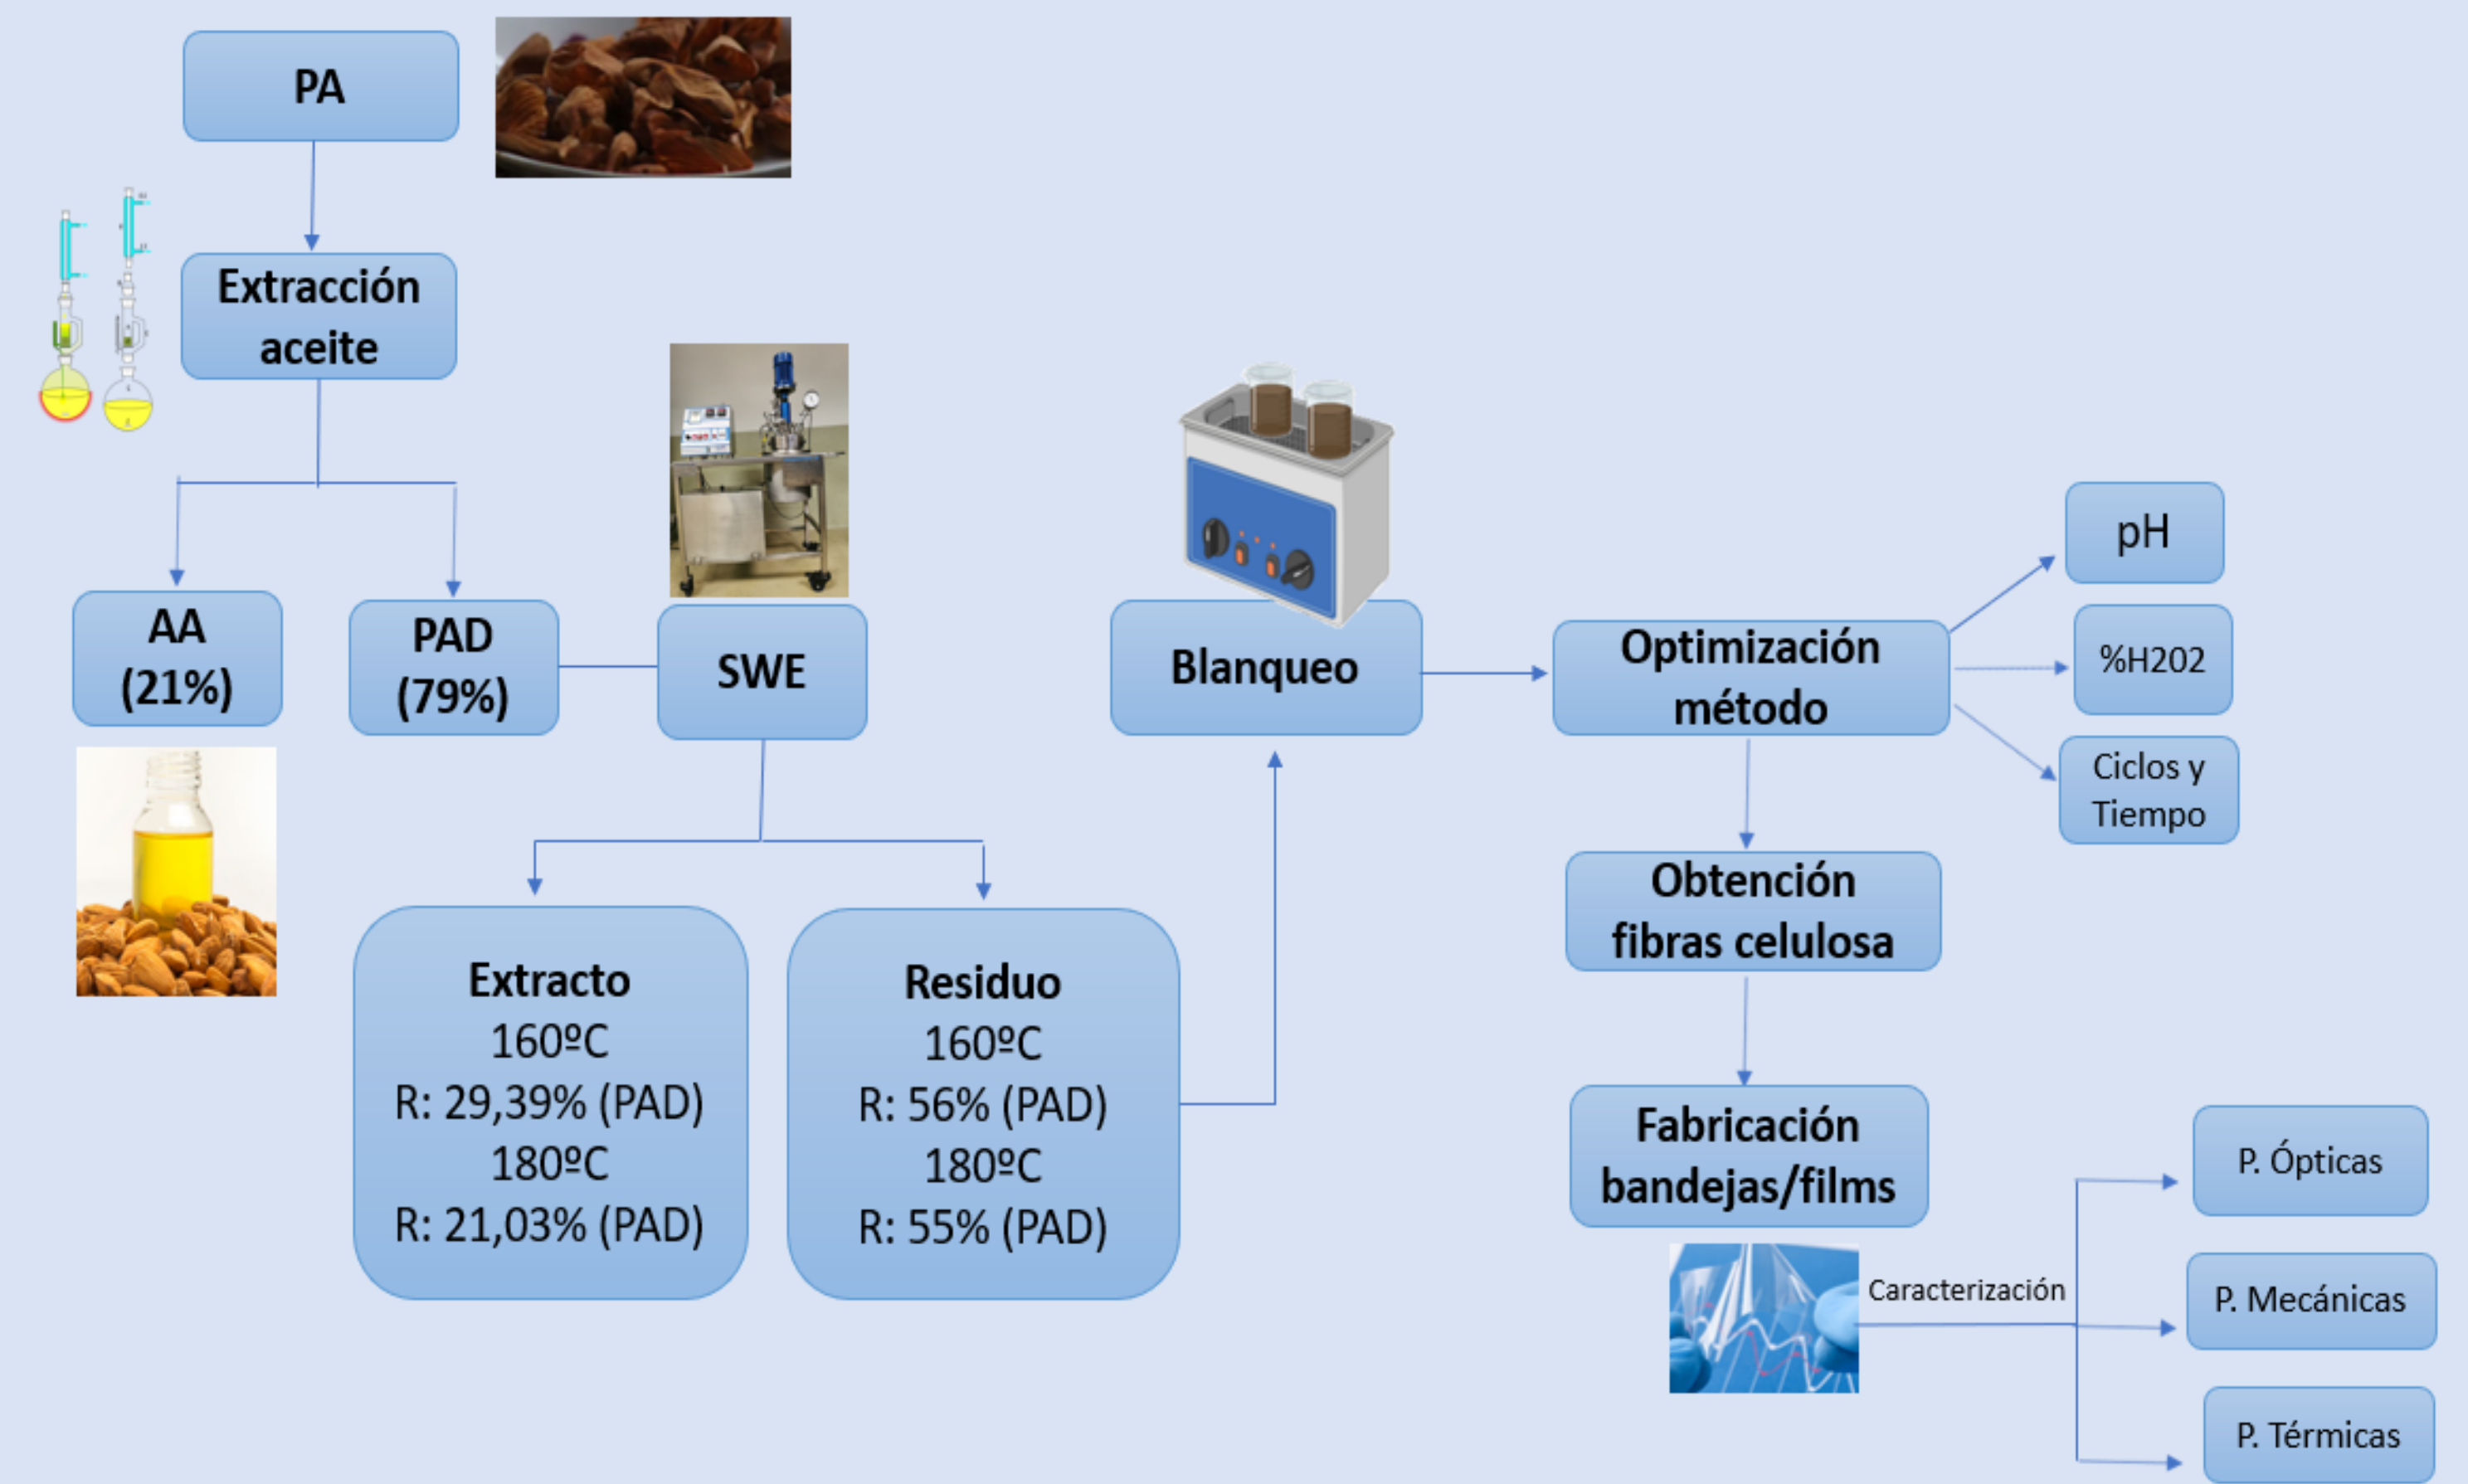 PA
Extracción
aceite
AA
(21%)
PAD
(79%)
SWE
Extracto
160ºC
R: 29,39% (PAD)
180ºC
R: 21,03% (PAD)
Residuo
160ºC
R: 56% (PAD)
180ºC
R: 55% (PAD)
Blanqueo
Optimización
método
pH
%H202
Ciclos y
Tiempo
Obtención
fibras celulosa
Fabricación
bandejas/films
Caracterización
P. Ópticas
P. Mecánicas
P. Térmicas